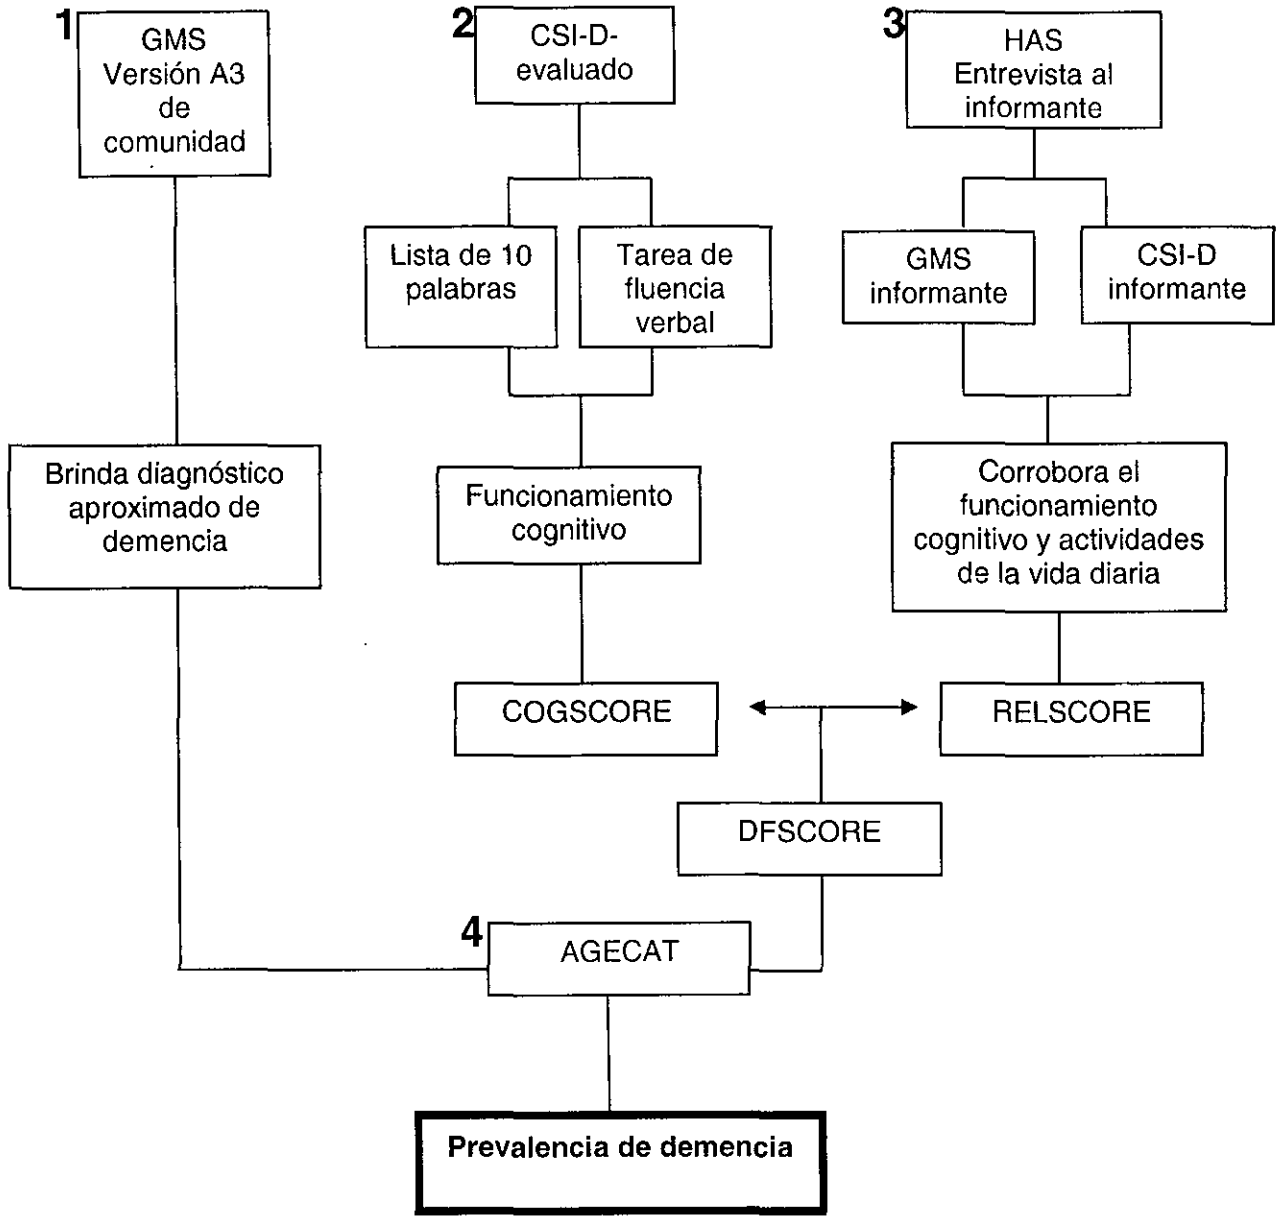 1
GMS
Versión A3
de
comunidad
2
CSI-D-
evaluado
3
HAS
Entrevista al
informante
Lista de 10
palabras
Tarea de
fluencia
verbal
GMS
informante
CSI-D
informante
Brinda diagnóstico
aproximado de
demencia
Funcionamiento
cognitivo
Corrobora el
funcionamiento
cognitivo y actividades
de la vida diaria
COGSCORE
RELSCORE
DFSCORE
4
AGECAT
Prevalencia de demencia